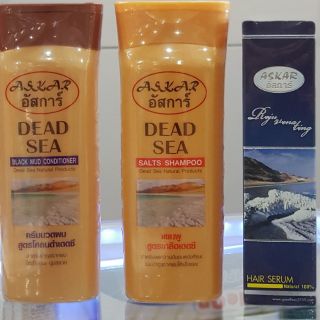 ASKAR
อัสการ์
DEAD
SEA
BLACK MUD CONDITIONER
Dead Sea Natural Products
ครีมนวดผม
สูตรโคลนดำเดดซี
ASKAR
อัสการ์
DEAD
SEA
SALTS SHAMPOO
Dead Sea Natural Products
แชมพู
สูตรเกลือเดดซี
ASKAR
อัสการ์
Reju
vena
ting
HAIR SERUM
Natural 100%